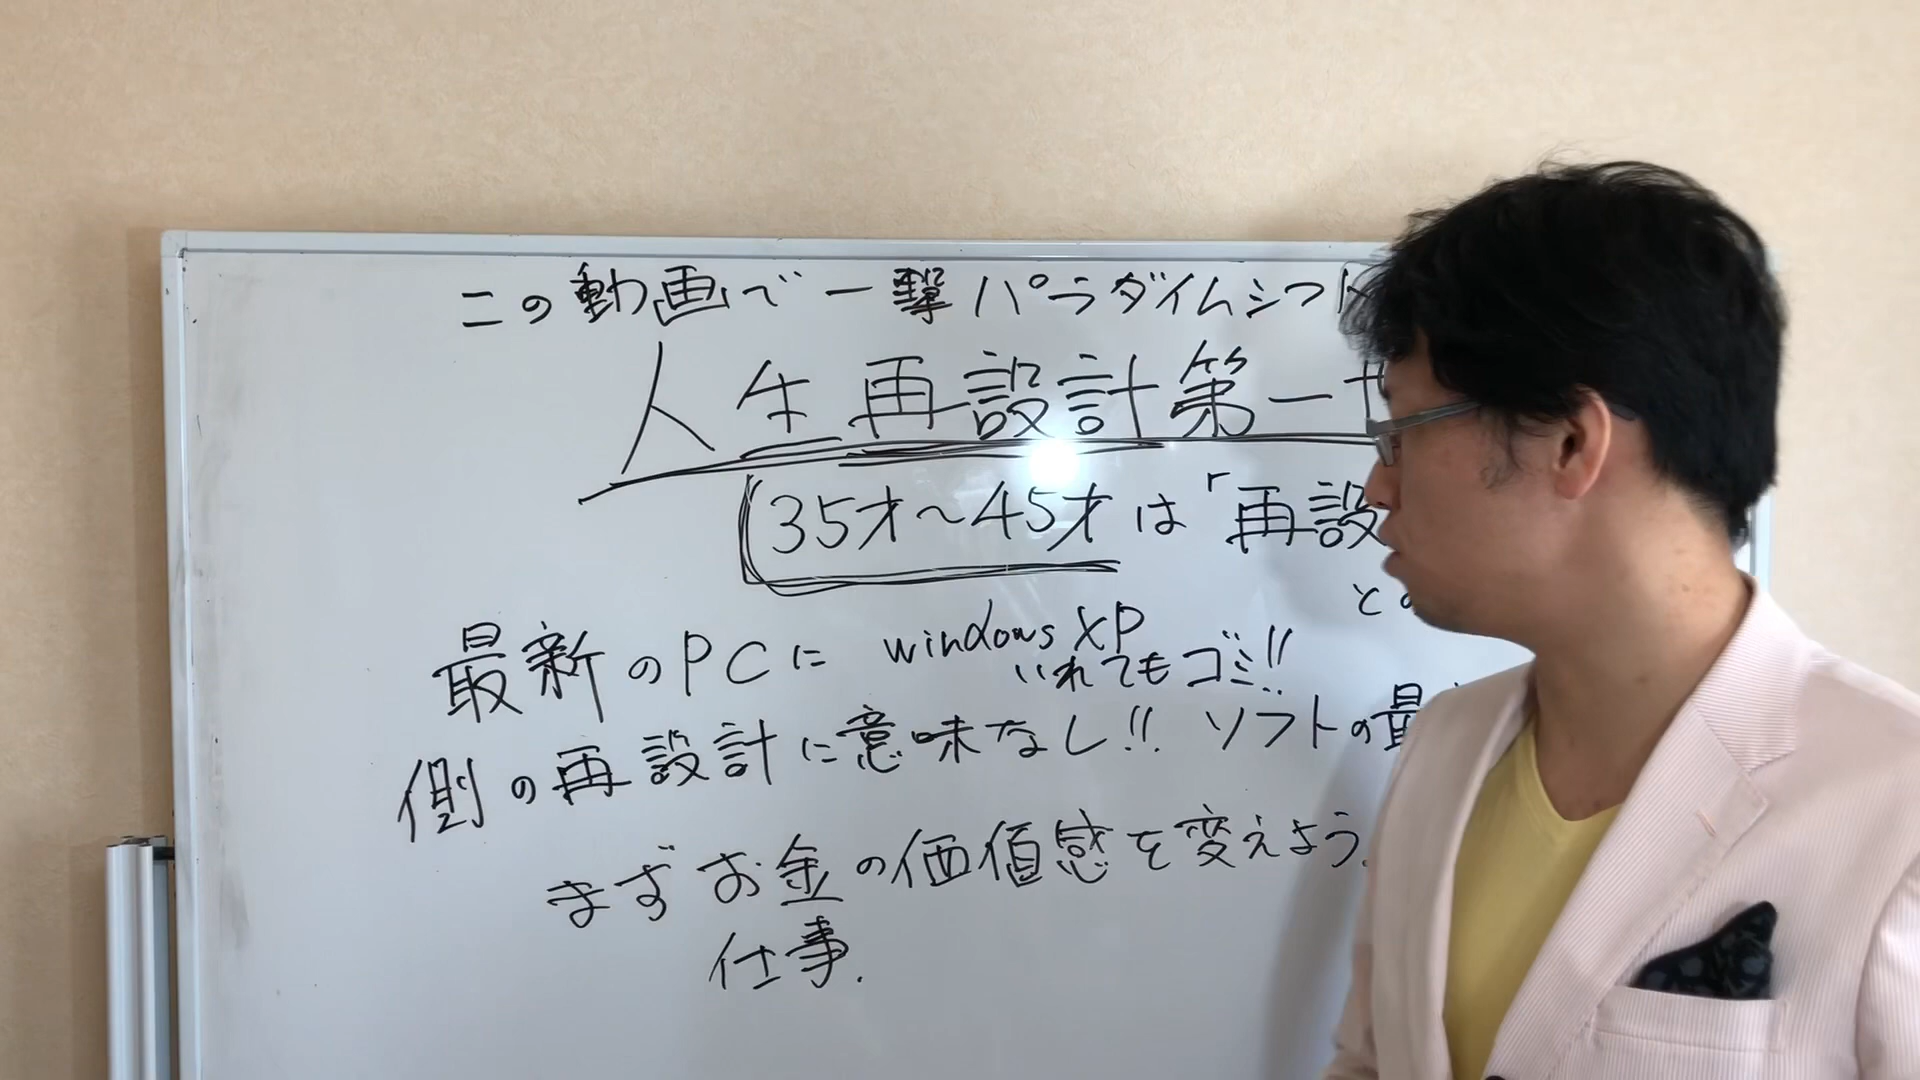 この動画で一撃パラダイムシフト
人生再設計第一
35才〜45才は「再設
と
最新のPCに windows XP
いれてもゴミ!!
側の再設計に意味なし!! ソフトの最
まずお金の価値感を変えよう.
仕事.